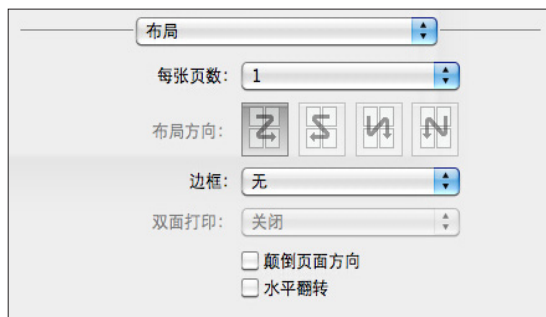 布局
每张页数: 1
布局方向:
边框: 无
双面打印: 关闭
颠倒页面方向
水平翻转